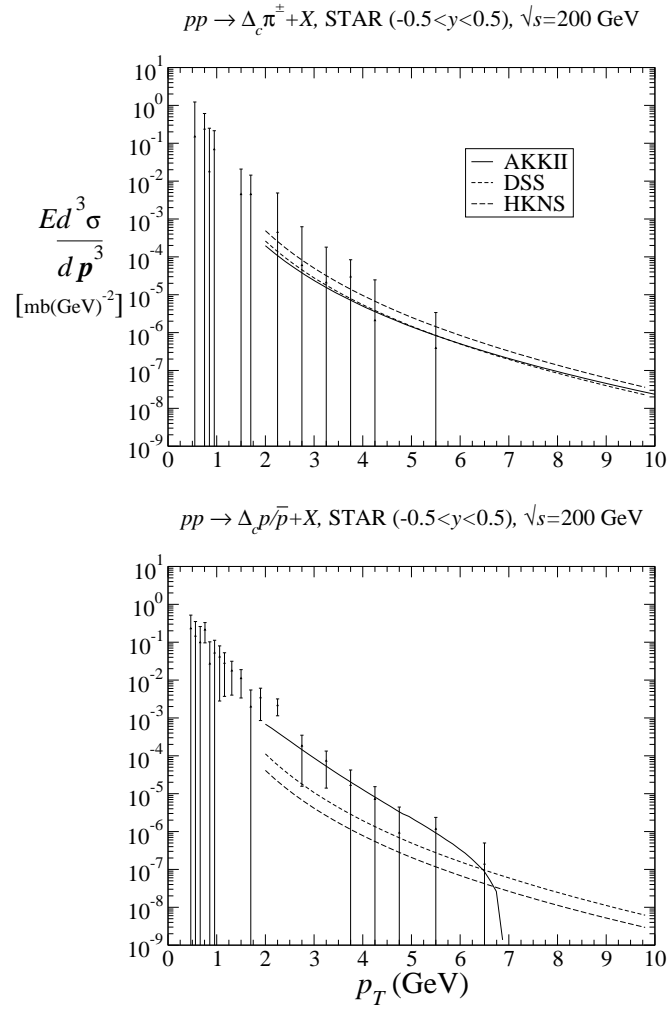 pp → Δ_c π^± +X, STAR (-0.5<y<0.5), √s=200 GeV
10^1
10^0
10^-1
10^-2
10^-3
10^-4
10^-5
10^-6
10^-7
10^-8
10^-9
Ed^3σ
dp^3
[mb(GeV)^-2]
AKKII
DSS
HKNS
0 1 2 3 4 5 6 7 8 9 10
pp → Δ_c p/p̅+X, STAR (-0.5<y<0.5), √s=200 GeV
10^1
10^0
10^-1
10^-2
10^-3
10^-4
10^-5
10^-6
10^-7
10^-8
10^-9
0 1 2 3 4 5 6 7 8 9 10
p_T (GeV)